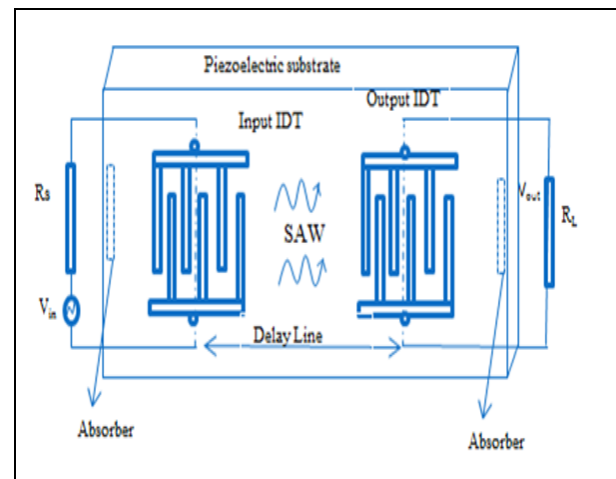 Piezoelectric substrate
Output IDT
Input IDT
Rs
Vout
RL
SAW
Vin
Delay Line
Absorber
Absorber